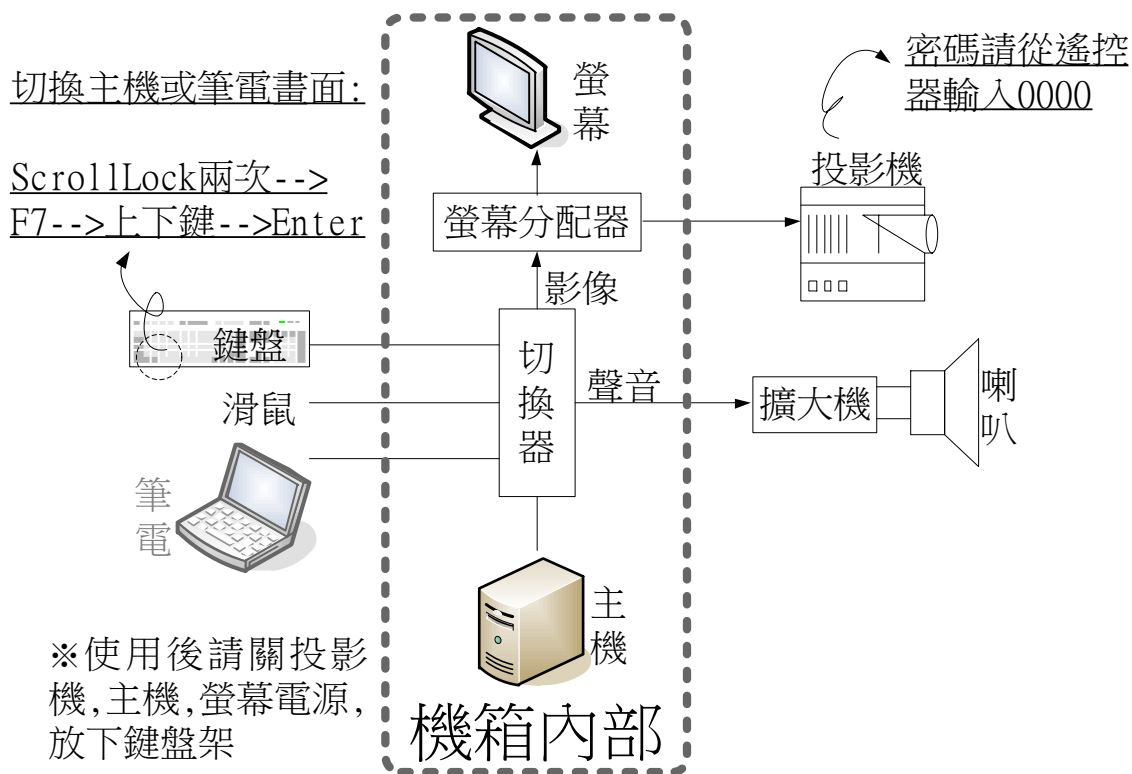 切換主機或筆電畫面:
ScrollLock兩次-->
F7-->上下鍵-->Enter
螢幕
密碼請從遙控
器輸入0000
投影機
螢幕分配器
影像
鍵盤
切換器
聲音
擴大機
喇叭
滑鼠
筆電
主機
※使用後請關投影
機,主機,螢幕電源,
放下鍵盤架
機箱內部